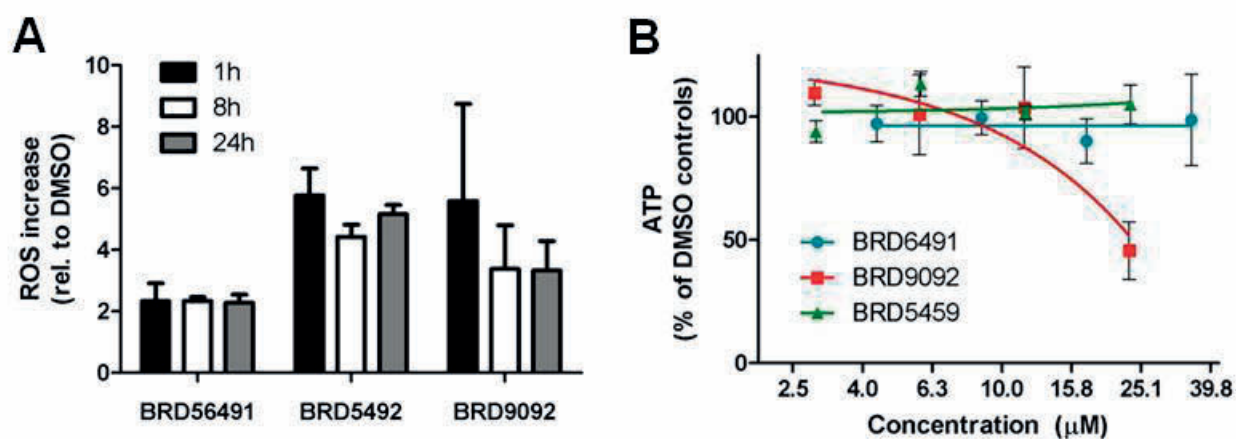 A
ROS increase
(rel. to DMSO)
10
8
6
4
2
0
1h
8h
24h
BRD56491
BRD5492
BRD9092
B
ATP
(% of DMSO controls)
100
50
0
BRD6491
BRD9092
BRD5459
2.5
4.0
6.3
10.0
15.8
25.1
39.8
Concentration (μM)